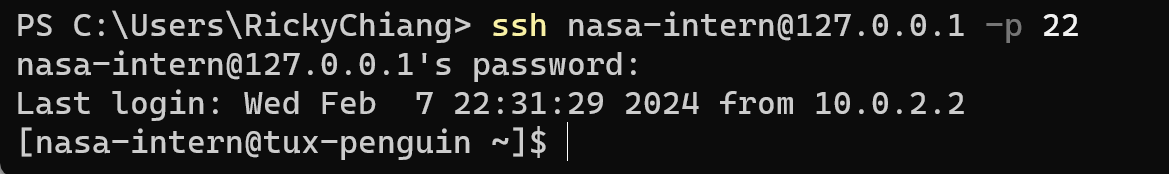 PS C:\Users\RickyChiang> ssh nasa-intern@127.0.0.1 -p 22
nasa-intern@127.0.0.1's password:
Last login: Wed Feb  7 22:31:29 2024 from 10.0.2.2
[nasa-intern@tux-penguin ~]$